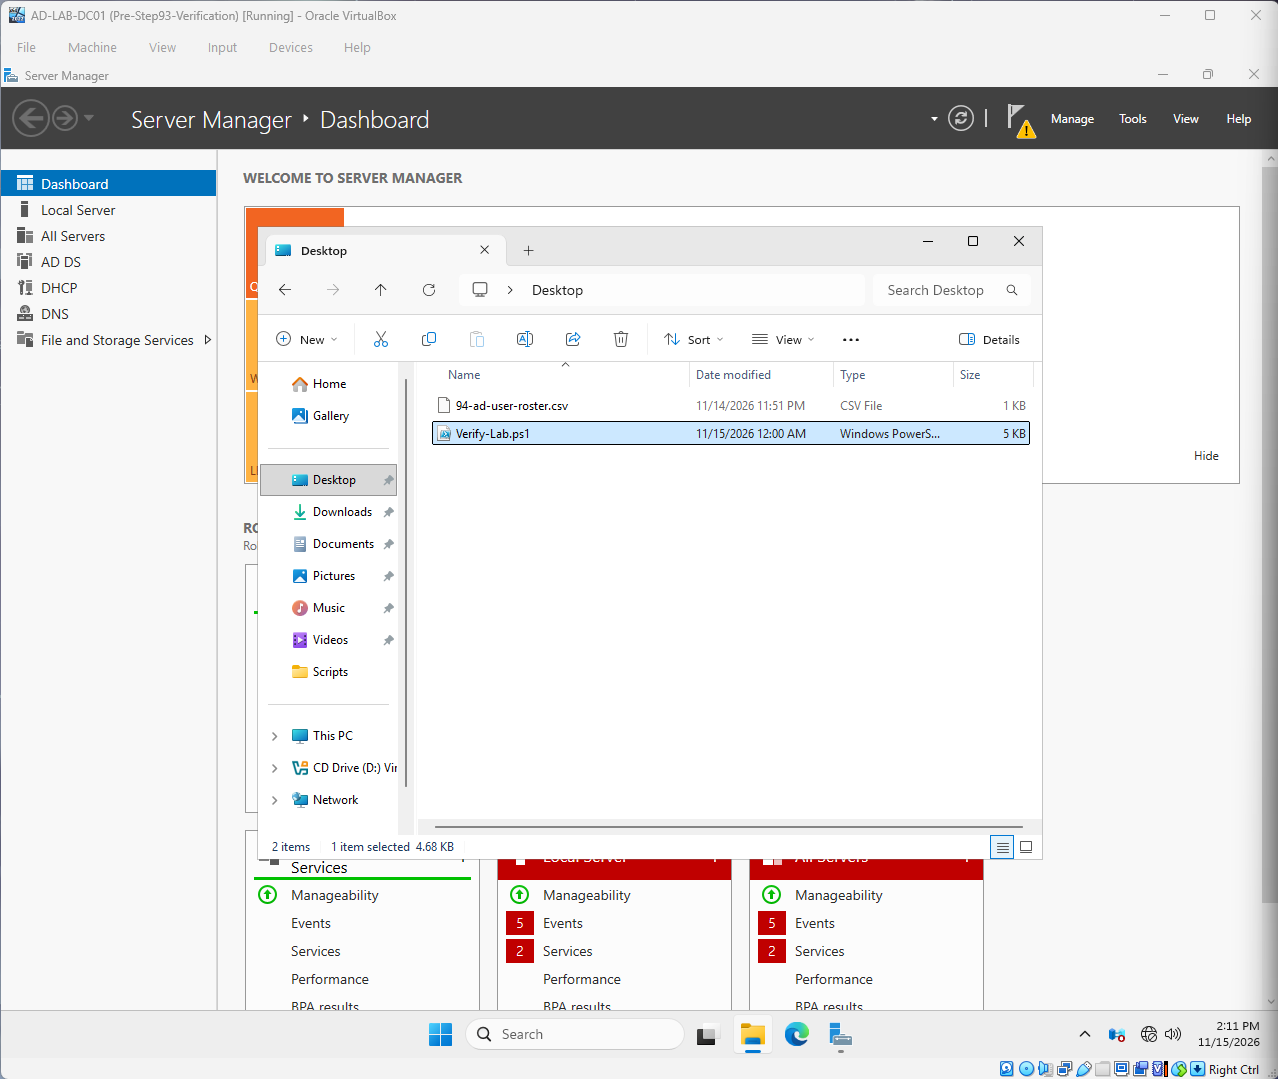 AD-LAB-DC01 (Pre-Step93-Verification) [Running] - Oracle VirtualBox
File Machine View Input Devices Help
Server Manager
Server Manager Dashboard
Manage Tools View Help
Dashboard
Local Server
All Servers
AD DS
DHCP
DNS
File and Storage Services
WELCOME TO SERVER MANAGER
Hide
Desktop
Desktop
Search Desktop
New
Sort
View
Details
Home
Gallery
Desktop
Downloads
Documents
Pictures
Music
Videos
Scripts
This PC
CD Drive (D:) Vir
Network
Name Date modified Type Size
94-ad-user-roster.csv 11/14/2026 11:51 PM CSV File 1 KB
Verify-Lab.ps1 11/15/2026 12:00 AM Windows PowerS... 5 KB
2 items 1 item selected 4.68 KB
Services
Manageability
Events
Services
Performance
BPA results
Local Server
Manageability
5 Events
2 Services
Performance
BPA results
All Servers
Manageability
5 Events
2 Services
Performance
BPA results
Search
2:11 PM
11/15/2026
Right Ctrl